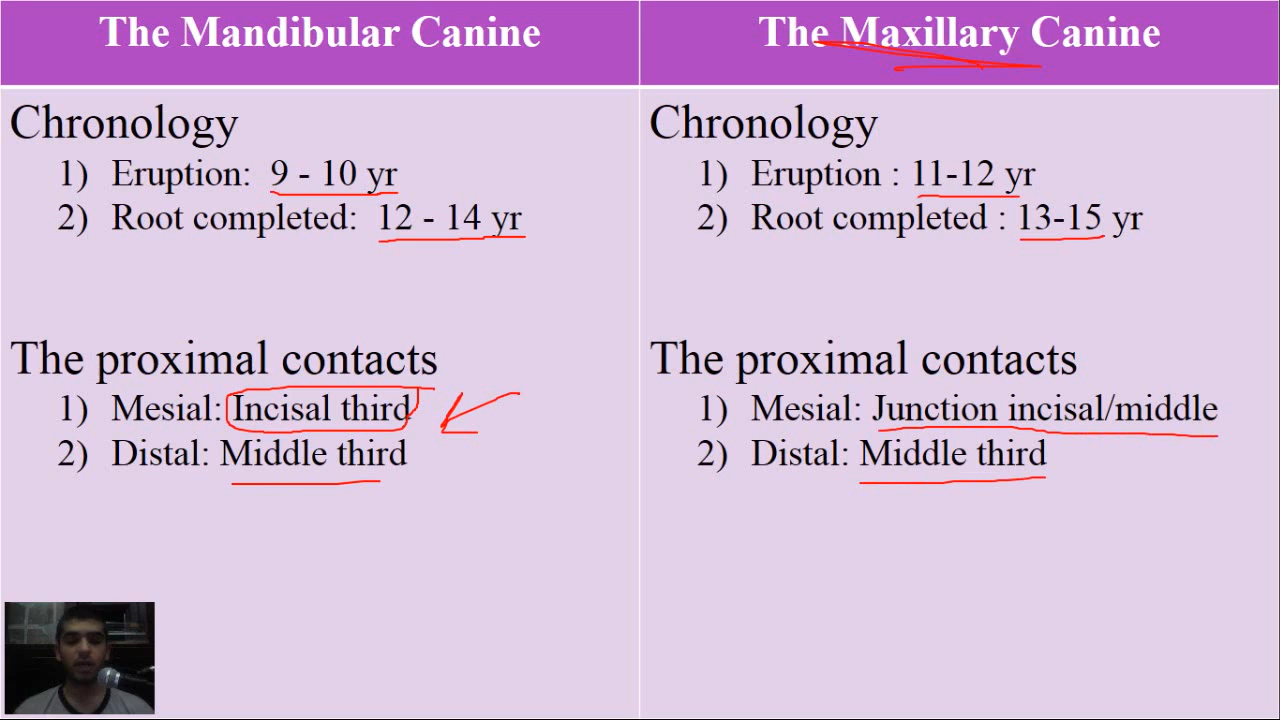 The Mandibular Canine
Chronology
1) Eruption: 9 - 10 yr
2) Root completed: 12 - 14 yr
The proximal contacts
1) Mesial: Incisal third
2) Distal: Middle third
The Maxillary Canine
Chronology
1) Eruption : 11-12 yr
2) Root completed : 13-15 yr
The proximal contacts
1) Mesial: Junction incisal/middle
2) Distal: Middle third